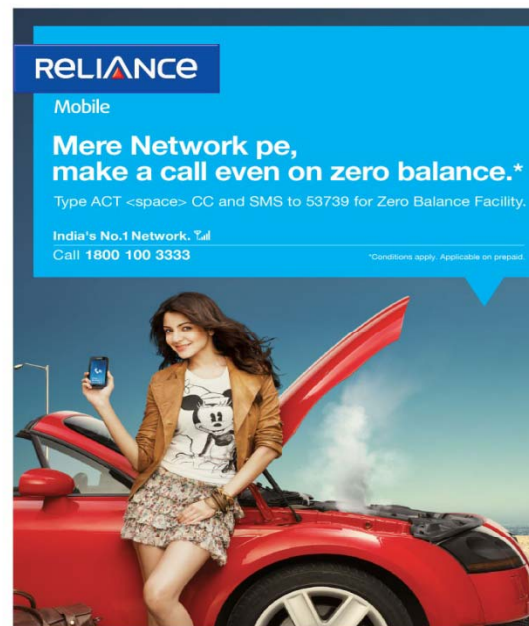 RELIANCE
Mobile
Mere Network pe,
make a call even on zero balance.*
Type ACT <space> CC and SMS to 53739 for Zero Balance Facility.
India's No.1 Network.
Call 1800 100 3333
*Conditions apply. Applicable on prepaid.